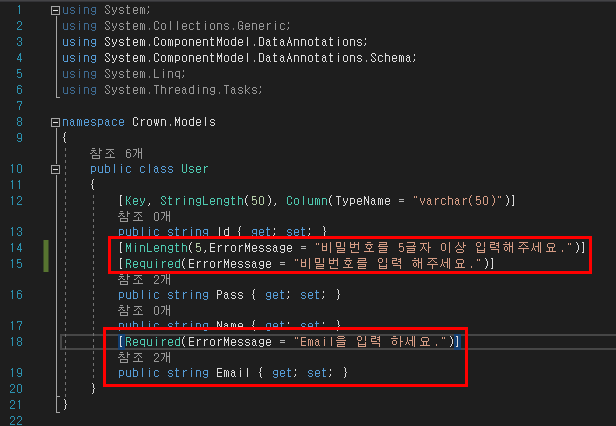 1 using System;
2 using System.Collections.Generic;
3 using System.ComponentModel.DataAnnotations;
4 using System.ComponentModel.DataAnnotations.Schema;
5 using System.Linq;
6 using System.Threading.Tasks;
7
8 namespace Crown.Models
9 {
참조 6개
10 public class User
11 {
12 [Key, StringLength(50), Column(TypeName = "varchar(50)")]
참조 0개
13 public string Id { get; set; }
14 [MinLength(5,ErrorMessage = "비밀번호를 5글자 이상 입력해주세요.")]
15 [Required(ErrorMessage = "비밀번호를 입력 해주세요.")]
참조 2개
16 public string Pass { get; set; }
참조 0개
17 public string Name { get; set; }
18 [Required(ErrorMessage = "Email을 입력 하세요.")]
참조 2개
19 public string Email { get; set; }
20 }
21 }
22